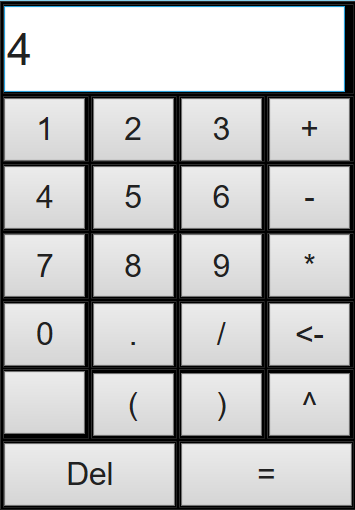 4
1 2 3 +
4 5 6 -
7 8 9 *
0 . / <-
( ) ^
Del =